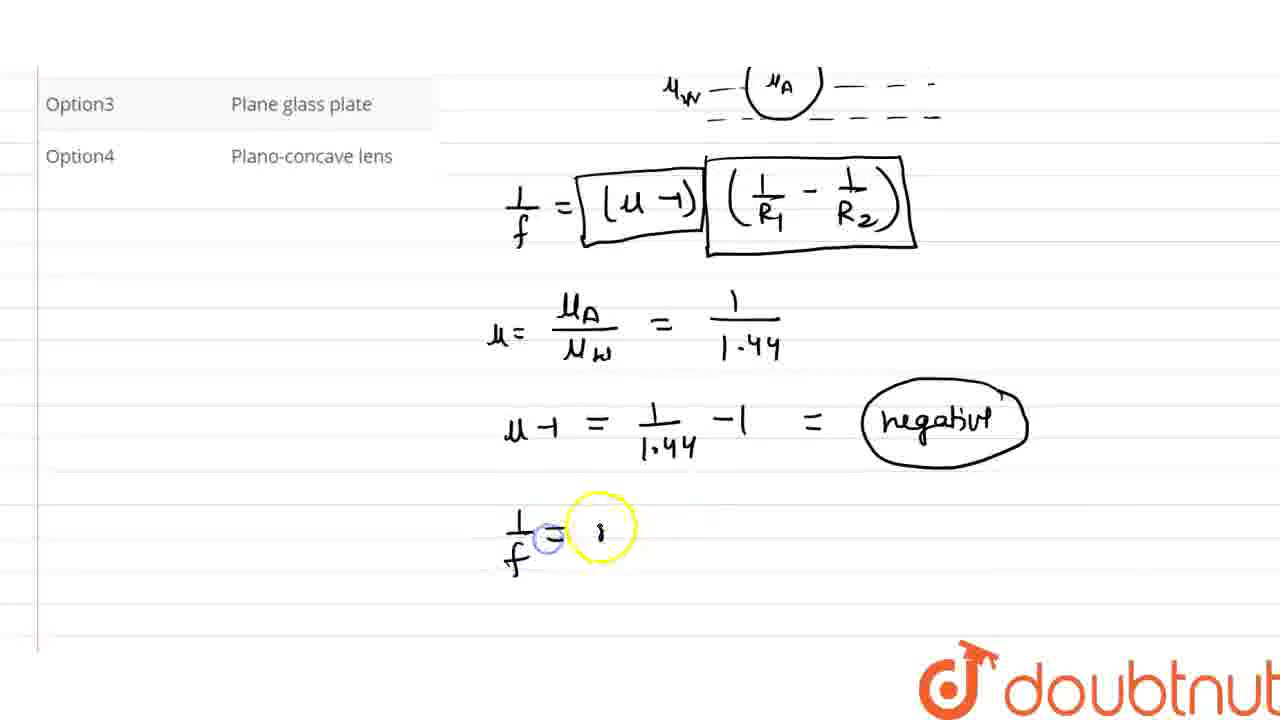 Option3 Plane glass plate
Option4 Plano-concave lens
μw μA
1/f = (μ-1) (1/R1 - 1/R2)
μ = μA/μw = 1/1.44
μ-1 = 1/1.44 -1 = negative
1/f =
doubtnut